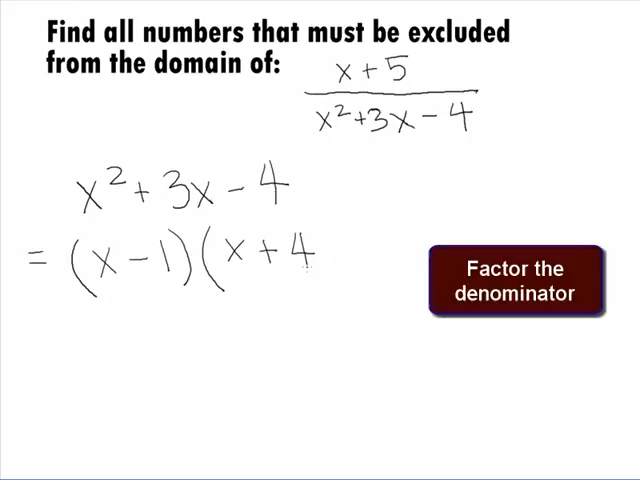 Find all numbers that must be excluded
from the domain of:
x + 5
x² + 3x - 4
x² + 3x - 4
= (x - 1)(x + 4
Factor the
denominator